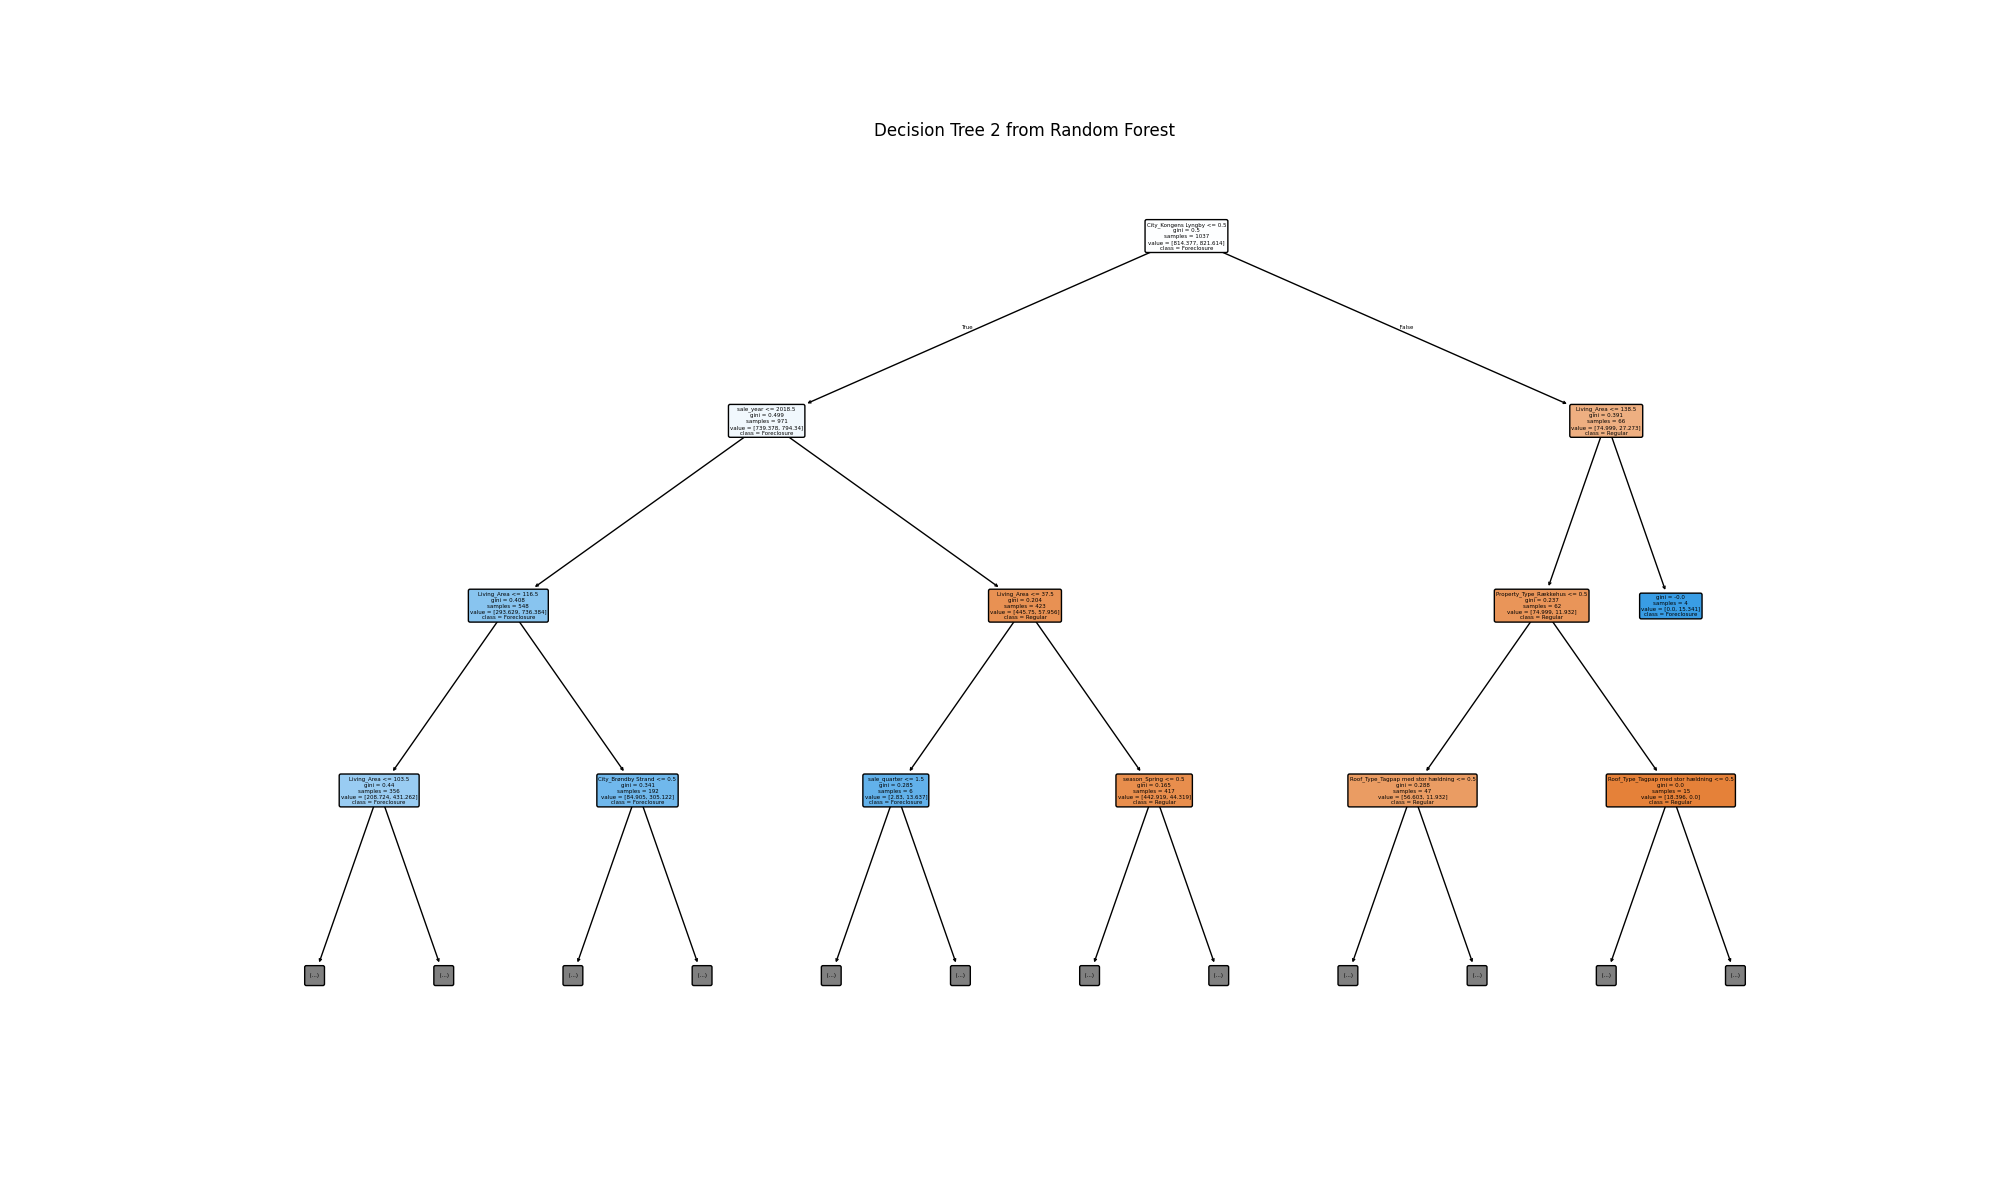 Decision Tree 2 from Random Forest
City_Kongens Lyngby <= 0.5
gini = 0.5
samples = 1037
value = [814.377, 821.614]
class = Foreclosure
True
False
sale_year <= 2018.5
gini = 0.499
samples = 971
value = [739.378, 794.34]
class = Foreclosure
Living_Area <= 138.5
gini = 0.391
samples = 66
value = [74.999, 27.273]
class = Regular
Living_Area <= 116.5
gini = 0.408
samples = 548
value = [293.629, 736.384]
class = Foreclosure
Living_Area <= 37.5
gini = 0.204
samples = 423
value = [445.75, 57.956]
class = Regular
Property_Type_Rækkehus <= 0.5
gini = 0.237
samples = 62
value = [74.999, 11.932]
class = Regular
gini = -0.0
samples = 4
value = [0.0, 15.341]
class = Foreclosure
Living_Area <= 103.5
gini = 0.44
samples = 356
value = [208.724, 431.262]
class = Foreclosure
City_Brøndby Strand <= 0.5
gini = 0.341
samples = 192
value = [84.905, 305.122]
class = Foreclosure
sale_quarter <= 1.5
gini = 0.285
samples = 6
value = [2.83, 13.637]
class = Foreclosure
season_Spring <= 0.5
gini = 0.165
samples = 417
value = [442.919, 44.319]
class = Regular
Roof_Type_Tagpap med stor hældning <= 0.5
gini = 0.288
samples = 47
value = [56.603, 11.932]
class = Regular
Roof_Type_Tagpap med stor hældning <= 0.5
gini = 0.0
samples = 15
value = [18.396, 0.0]
class = Regular
(...)
(...)
(...)
(...)
(...)
(...)
(...)
(...)
(...)
(...)
(...)
(...)